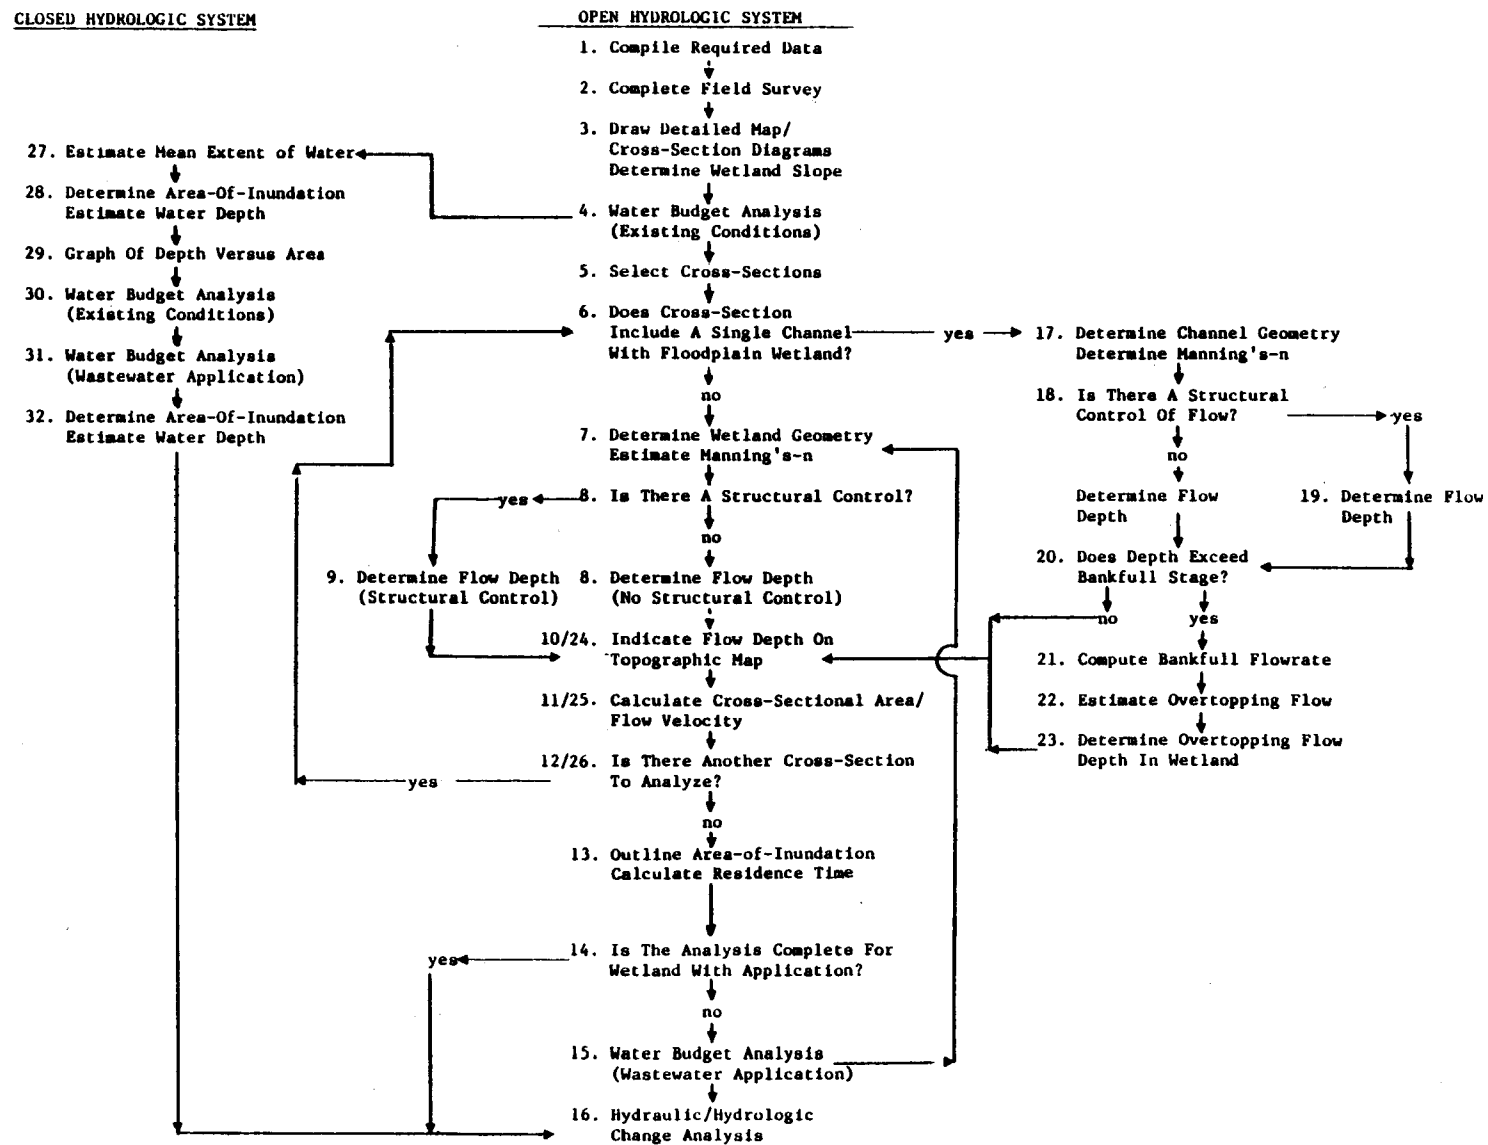 CLOSED HYDROLOGIC SYSTEM
OPEN HYDROLOGIC SYSTEM
1. Compile Required Data
2. Complete Field Survey
3. Draw Detailed Map/
Cross-Section Diagrams
Determine Wetland Slope
4. Water Budget Analysis
(Existing Conditions)
5. Select Cross-Sections
6. Does Cross-Section
Include A Single Channel
With Floodplain Wetland?
yes
no
7. Determine Wetland Geometry
Estimate Manning's-n
8. Is There A Structural Control?
yes
no
9. Determine Flow Depth
(Structural Control)
8. Determine Flow Depth
(No Structural Control)
10/24. Indicate Flow Depth On
Topographic Map
11/25. Calculate Cross-Sectional Area/
Flow Velocity
12/26. Is There Another Cross-Section
To Analyze?
yes
no
13. Outline Area-of-Inundation
Calculate Residence Time
14. Is The Analysis Complete For
Wetland With Application?
yes
no
15. Water Budget Analysis
(Wastewater Application)
16. Hydraulic/Hydrologic
Change Analysis
17. Determine Channel Geometry
Determine Manning's-n
18. Is There A Structural
Control Of Flow?
yes
no
Determine Flow
Depth
19. Determine Flow
Depth
20. Does Depth Exceed
Bankfull Stage?
no
yes
21. Compute Bankfull Flowrate
22. Estimate Overtopping Flow
23. Determine Overtopping Flow
Depth In Wetland
27. Estimate Mean Extent of Water
28. Determine Area-Of-Inundation
Estimate Water Depth
29. Graph Of Depth Versus Area
30. Water Budget Analysis
(Existing Conditions)
31. Water Budget Analysis
(Wastewater Application)
32. Determine Area-Of-Inundation
Estimate Water Depth